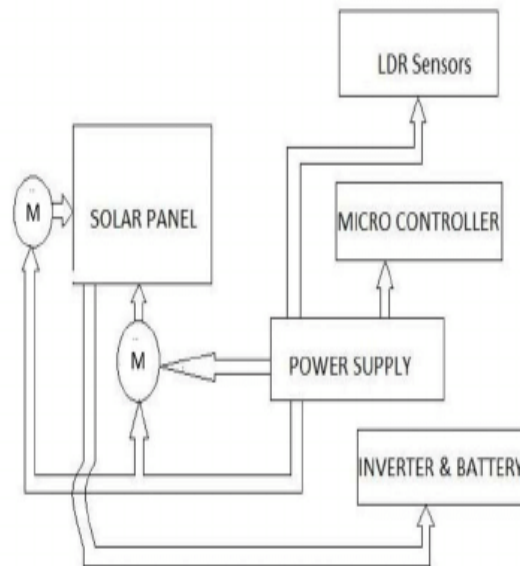 LDR Sensors
M
SOLAR PANEL
MICRO CONTROLLER
M
POWER SUPPLY
INVERTER & BATTERY